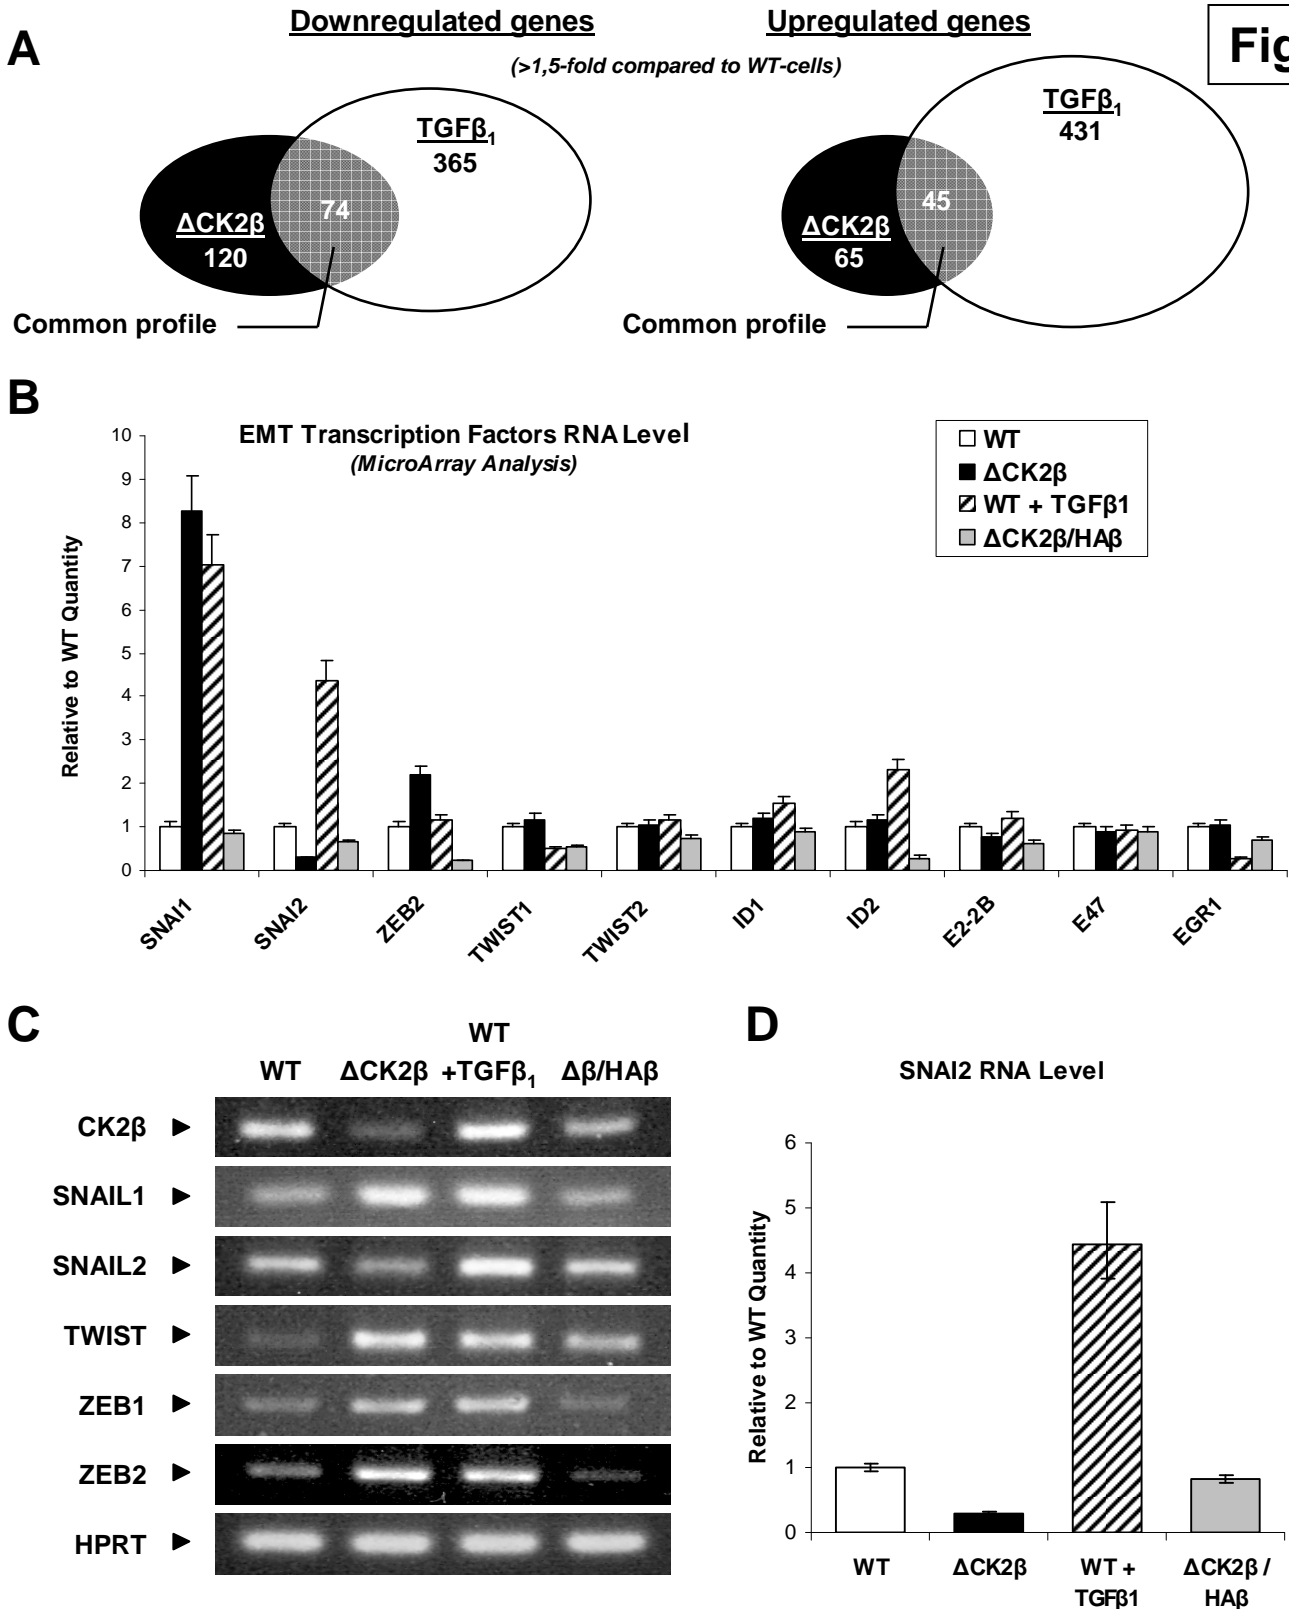 A
Downregulated genes
Upregulated genes
Fig
(>1,5-fold compared to WT-cells)
TGFβ1
365
ΔCK2β
120
74
Common profile
TGFβ1
431
ΔCK2β
65
45
Common profile
B
EMT Transcription Factors RNA Level
(MicroArray Analysis)
WT
ΔCK2β
WT + TGFβ1
ΔCK2β/HAβ
Relative to WT Quantity
10
9
8
7
6
5
4
3
2
1
0
SNAI1
SNAI2
ZEB2
TWIST1
TWIST2
ID1
ID2
E2-2B
E47
EGR1
C
WT
ΔCK2β
WT
+TGFβ1
Δβ/HAβ
CK2β
SNAIL1
SNAIL2
TWIST
ZEB1
ZEB2
HPRT
D
SNAI2 RNA Level
Relative to WT Quantity
6
5
4
3
2
1
0
WT
ΔCK2β
WT +
TGFβ1
ΔCK2β /
HAβ